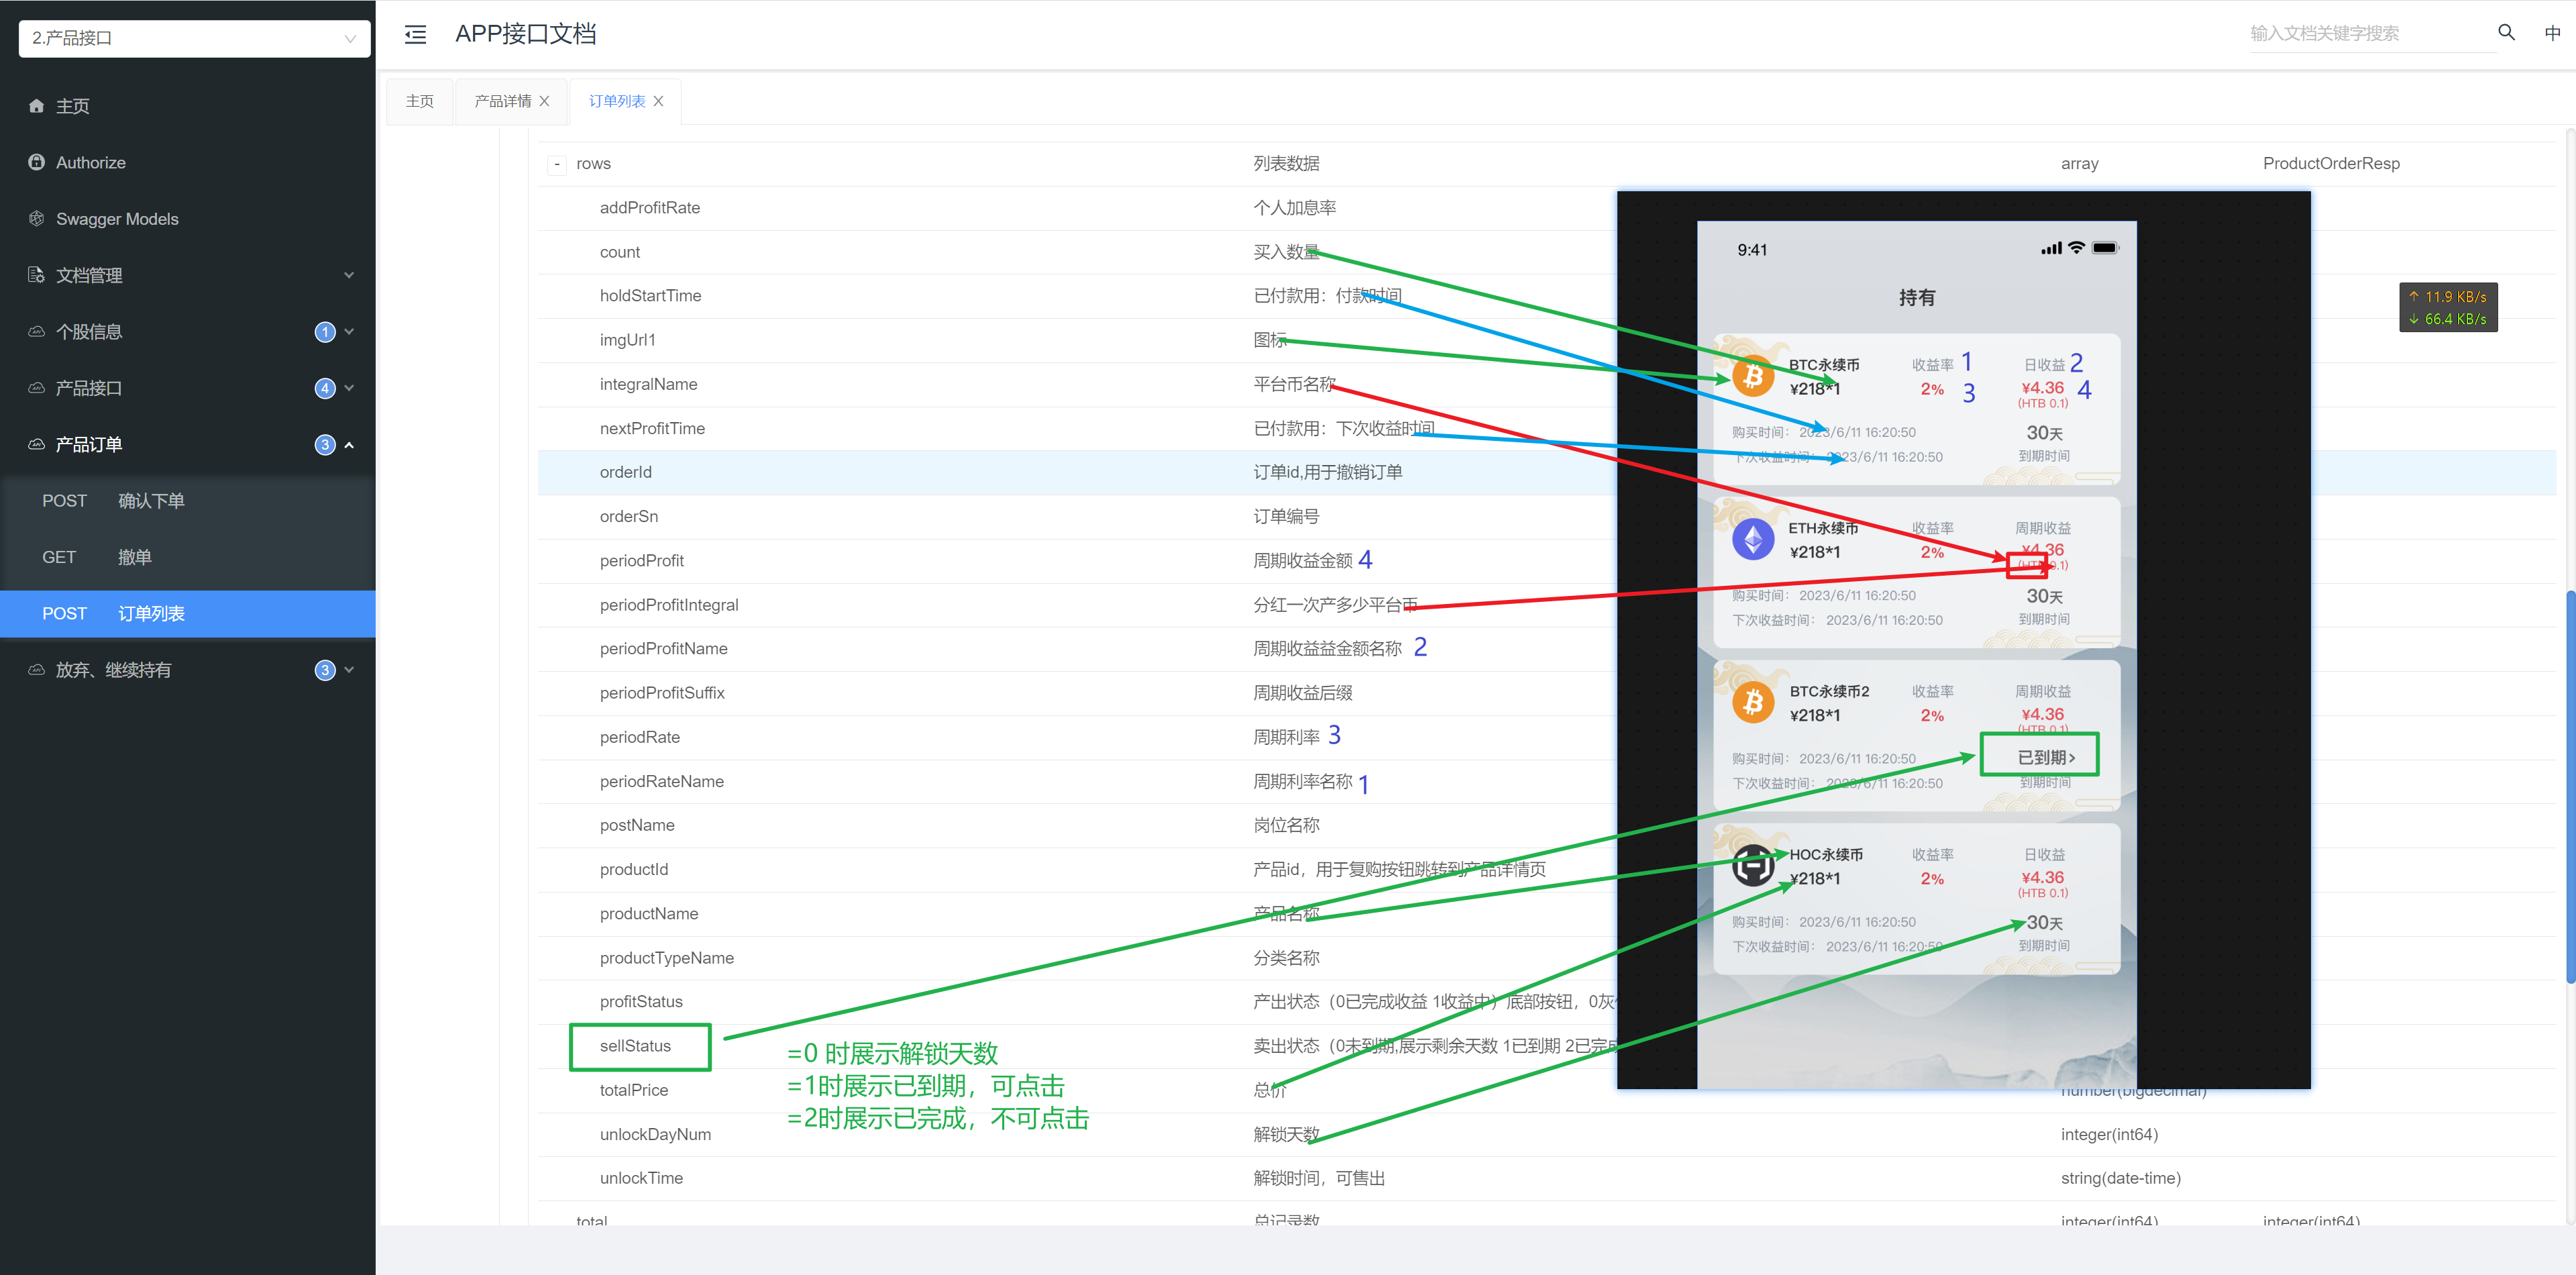 2.产品接口
主页
Authorize
Swagger Models
文档管理
个股信息 1
产品接口 4
产品订单 3
POST 确认下单
GET 撤单
POST 订单列表
放弃、继续持有 3
APP接口文档
输入文档关键字搜索
中
主页 产品详情 订单列表
- rows 列表数据 array ProductOrderResp
addProfitRate 个人加息率
count 买入数量
holdStartTime 已付款用：付款时间
imgUrl1 图标
integralName 平台币名称
nextProfitTime 已付款用：下次收益时间
orderId 订单id,用于撤销订单
orderSn 订单编号
periodProfit 周期收益金额 4
periodProfitIntegral 分红一次产多少平台币
periodProfitName 周期收益益金额名称 2
periodProfitSuffix 周期收益后缀
periodRate 周期利率 3
periodRateName 周期利率名称 1
postName 岗位名称
productId 产品id，用于复购按钮跳转到产品详情页
productName 产品名称
productTypeName 分类名称
profitStatus 产出状态（0已完成收益 1收益中）底部按钮，0灰
sellStatus 卖出状态（0未到期,展示剩余天数 1已到期 2已完成
=0 时展示解锁天数
=1时展示已到期，可点击
=2时展示已完成，不可点击
totalPrice 总价 number(bigdecimal)
unlockDayNum 解锁天数 integer(int64)
unlockTime 解锁时间，可售出 string(date-time)
total 总记录数 integer(int64) integer(int64)
↑ 11.9 KB/s
↓ 66.4 KB/s
9:41
持有
BTC永续币 收益率 1 日收益 2
¥218*1 2% 3 ¥4.36 4
(HTB 0.1)
购买时间： 2023/6/11 16:20:50 30天
下次收益时间： 2023/6/11 16:20:50 到期时间
ETH永续币 收益率 周期收益
¥218*1 2% ¥4.36
(HTB 0.1)
购买时间： 2023/6/11 16:20:50 30天
下次收益时间： 2023/6/11 16:20:50 到期时间
BTC永续币2 收益率 周期收益
¥218*1 2% ¥4.36
(HTB 0.1)
购买时间： 2023/6/11 16:20:50 已到期>
下次收益时间： 2023/6/11 16:20:50 到期时间
HOC永续币 收益率 日收益
¥218*1 2% ¥4.36
(HTB 0.1)
购买时间： 2023/6/11 16:20:50 30天
下次收益时间： 2023/6/11 16:20:50 到期时间